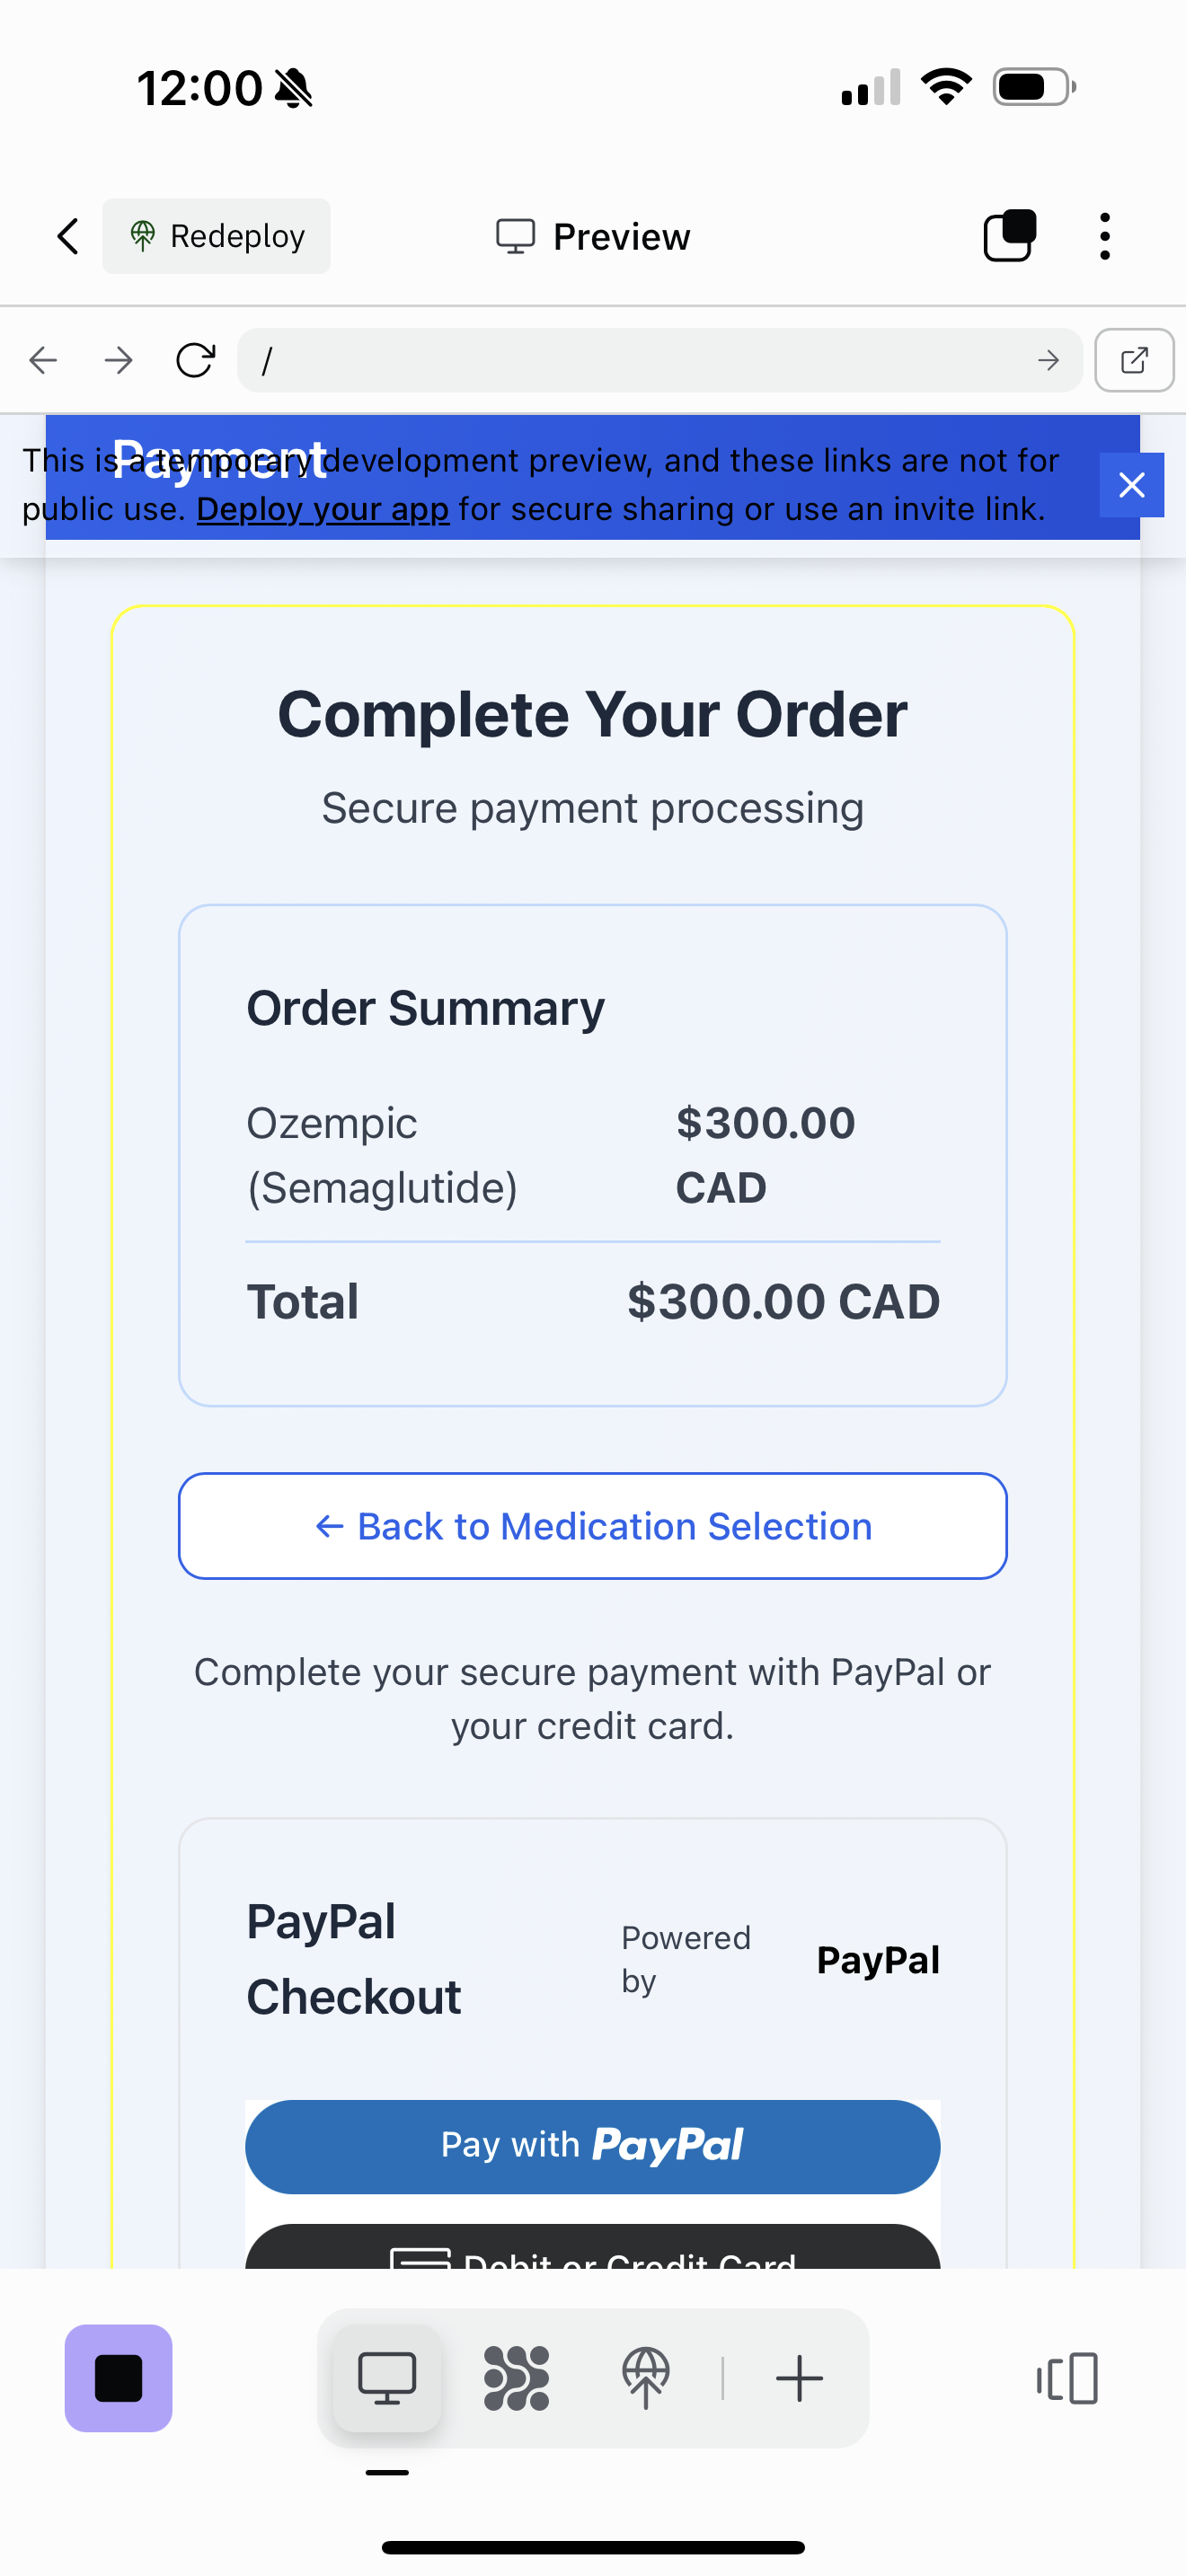 12:00
Redeploy
Preview
/
Payment
This is a temporary development preview, and these links are not for
public use. Deploy your app for secure sharing or use an invite link.
Complete Your Order
Secure payment processing
Order Summary
Ozempic
(Semaglutide)
$300.00
CAD
Total $300.00 CAD
← Back to Medication Selection
Complete your secure payment with PayPal or
your credit card.
PayPal
Checkout
Powered
by
PayPal
Pay with PayPal
Debit or Credit Card